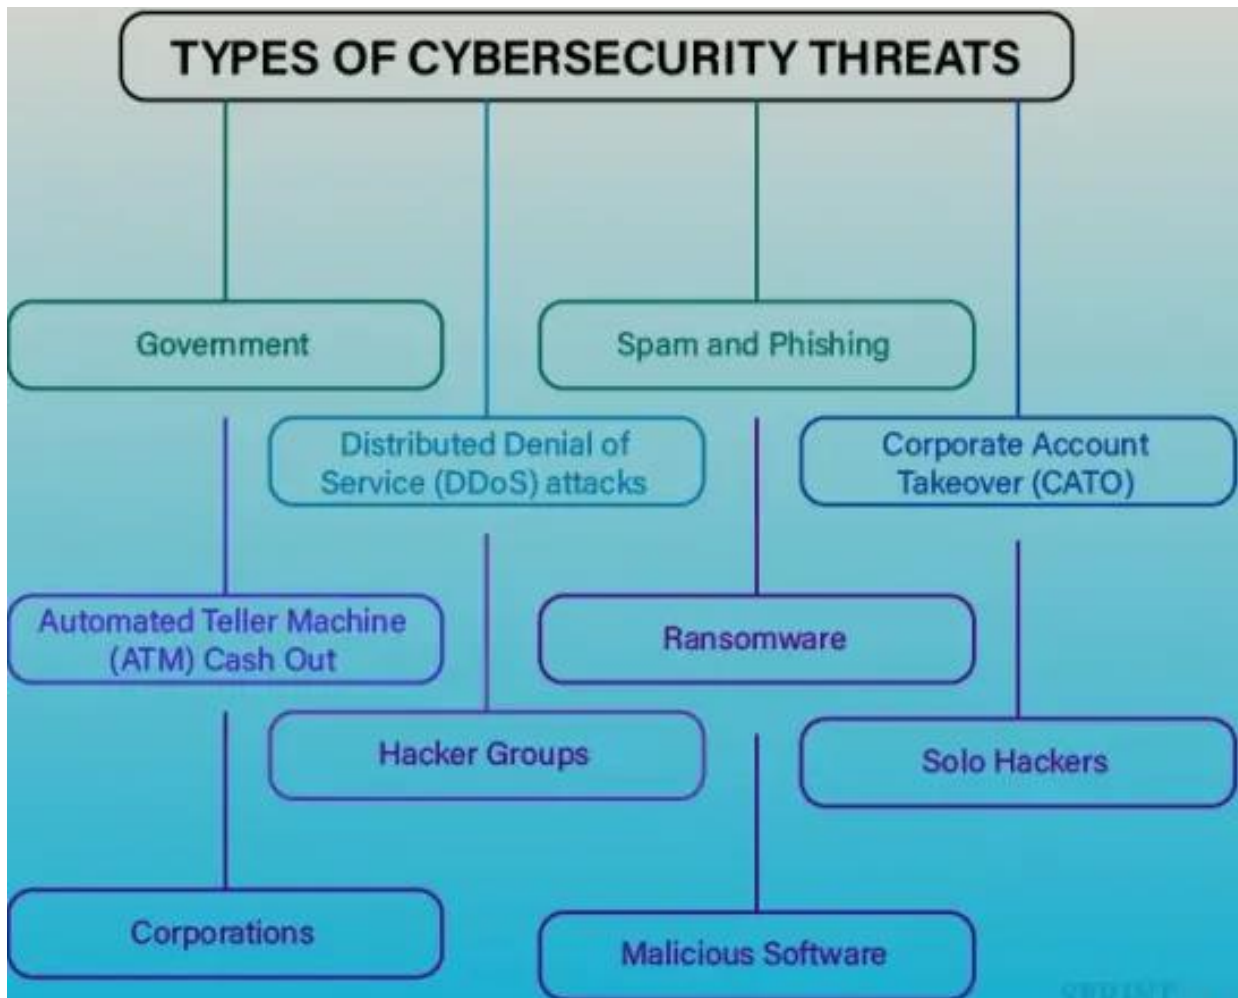 TYPES OF CYBERSECURITY THREATS
Government
Spam and Phishing
Distributed Denial of
Service (DDoS) attacks
Corporate Account
Takeover (CATO)
Automated Teller Machine
(ATM) Cash Out
Ransomware
Hacker Groups
Solo Hackers
Corporations
Malicious Software